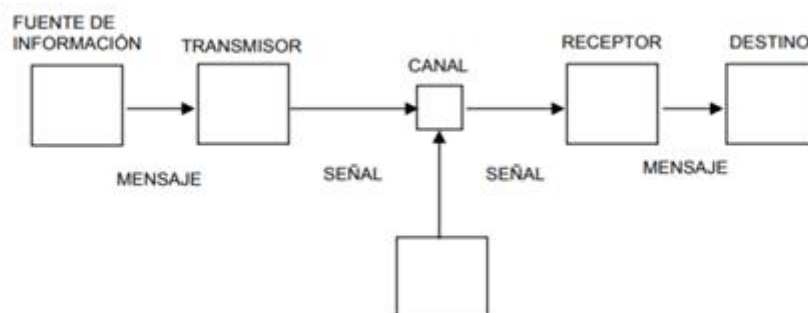 FUENTE DE
INFORMACIÓN
TRANSMISOR
CANAL
RECEPTOR
DESTINO
MENSAJE
SEÑAL
SEÑAL
MENSAJE